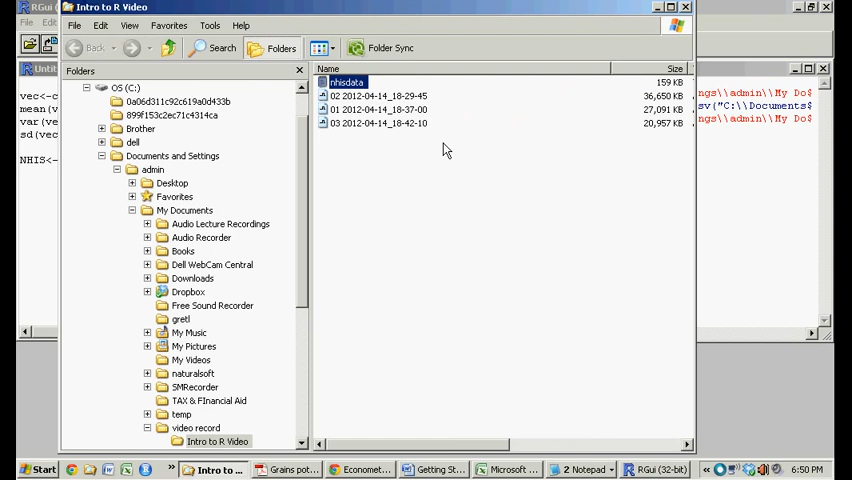 RGui
Intro to R Video
File
File Edit View Favorites Tools Help
Back Search Folders Folder Sync
Untit
Folders
Name Size
OS (C:)
0a06d311c92c619a0d433b
899f153c2ec71c4314ca
Brother
dell
Documents and Settings
admin
Desktop
Favorites
My Documents
Audio Lecture Recordings
Audio Recorder
Books
Dell WebCam Central
Downloads
Dropbox
Free Sound Recorder
gretl
My Music
My Pictures
My Videos
naturalsoft
SMRecorder
TAX & FInancial Aid
temp
video record
Intro to R Video
nhisdata 159 KB
02 2012-04-14_18-29-45 36,650 KB
01 2012-04-14_18-37-00 27,091 KB
03 2012-04-14_18-42-10 20,957 KB
vec<-c
mean(v
var(ve
sd(vec
NHIS<-
ngs\\admin\\My Do$
sv("C:\\Documents$
ngs\\admin\\My Do$
Start » Intro to ... Grains pot... Economet... Getting St... Microsoft ... 2 Notepad RGui (32-bit) « 6:50 PM